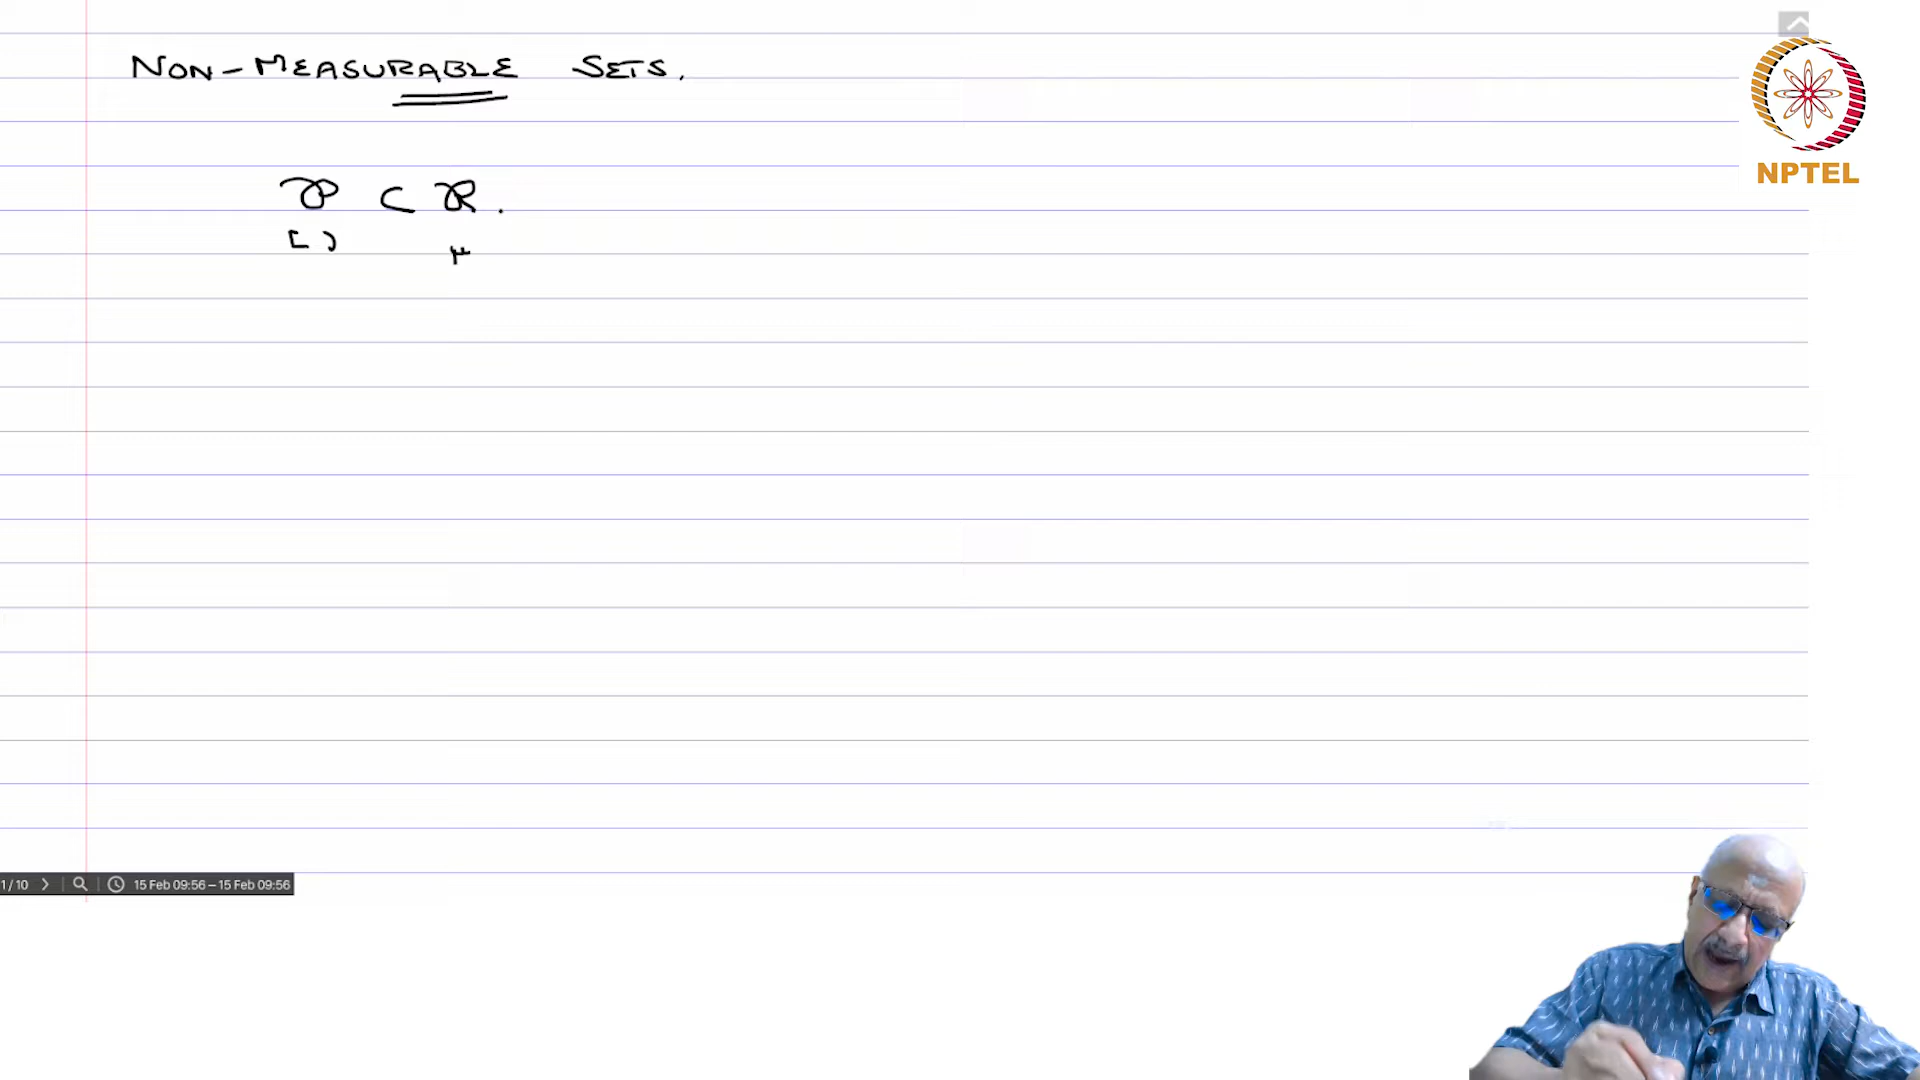 NON-MEASURABLE SETS.
NPTEL
𝒫 ⊂ ℛ.
[ ) μ
1/10 15 Feb 09:56 – 15 Feb 09:56